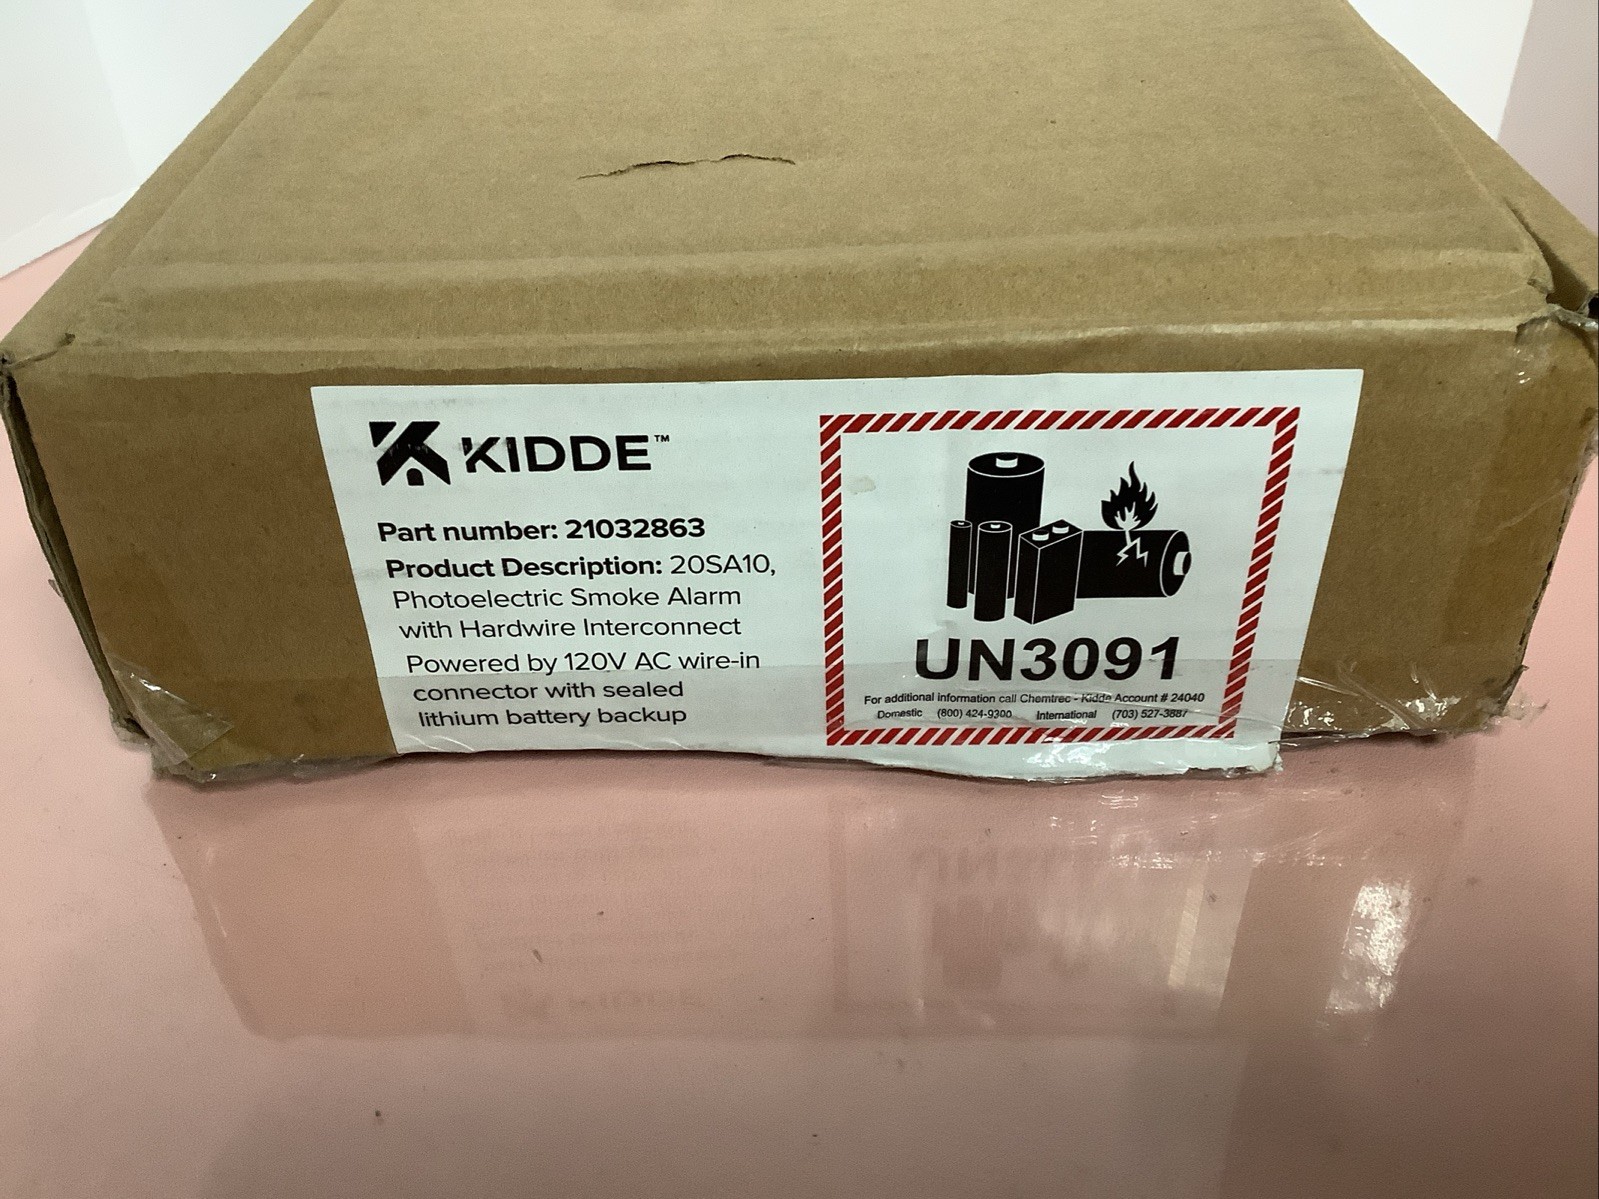 KIDDE™
Part number: 21032863
Product Description: 20SA10,
Photoelectric Smoke Alarm
with Hardwire Interconnect
Powered by 120V AC wire-in
connector with sealed
lithium battery backup
UN3091
For additional information call Chemtrec - Kidde Account # 24040
Domestic (800) 424-9300 International (703) 527-3887